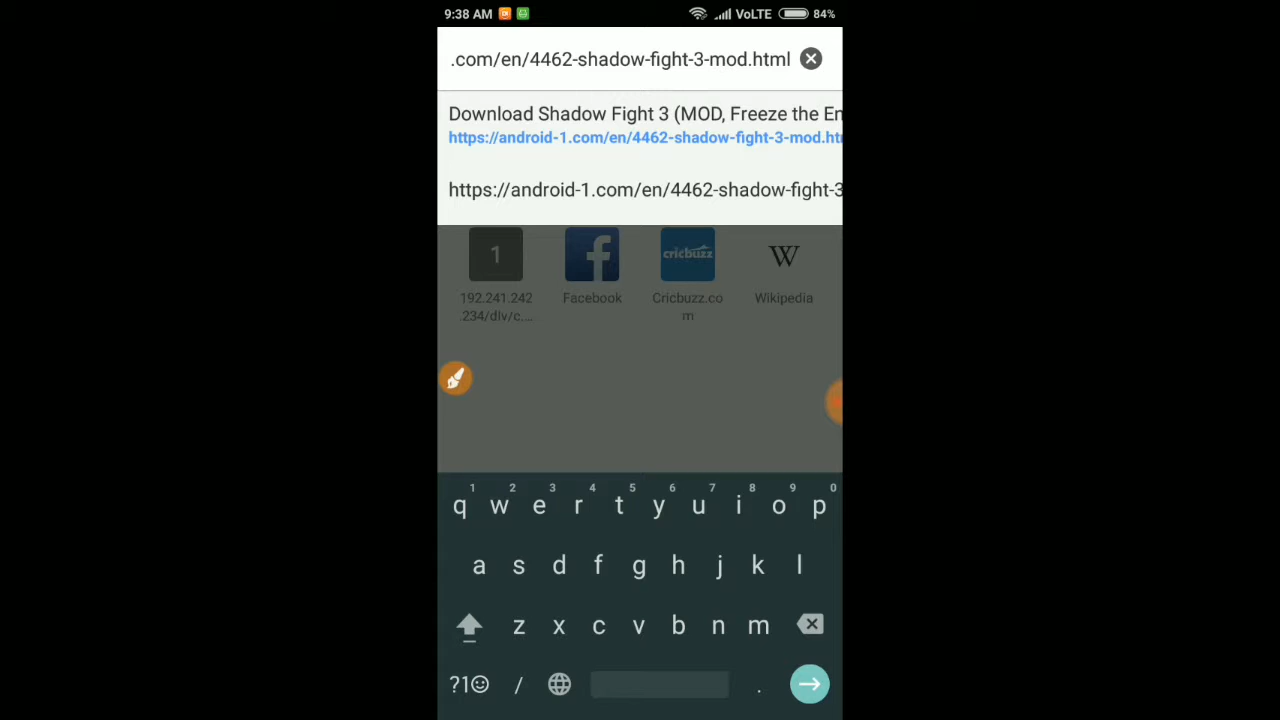 9:38 AM VoLTE 84%
.com/en/4462-shadow-fight-3-mod.html
Download Shadow Fight 3 (MOD, Freeze the En
https://android-1.com/en/4462-shadow-fight-3-mod.ht
https://android-1.com/en/4462-shadow-fight-3
1
cricbuzz
W
192.241.242
.234/dlv/c....
Facebook
Cricbuzz.co
m
Wikipedia
1 2 3 4 5 6 7 8 9 0
q w e r t y u i o p
a s d f g h j k l
z x c v b n m
?1☺ / .